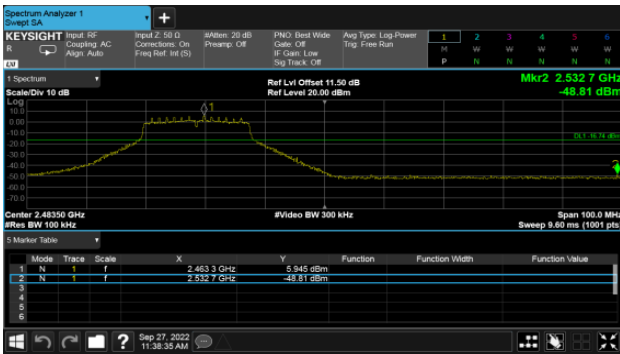 Spectrum Analyzer 1
Swept SA
KEYSIGHT Input: RF Input Z: 50 Ω #Atten: 20 dB PNO: Best Wide Avg Type: Log-Power 1 2 3 4 5 6
R Coupling: AC Corrections: On Preamp: Off Gate: Off Trig: Free Run M W W W W W
Align: Auto Freq Ref: Int (S) IF Gain: Low
LXI Sig Track: Off P N N N N N
1 Spectrum Ref Lvl Offset 11.50 dB Mkr2 2.532 7 GHz
Scale/Div 10 dB Ref Level 20.00 dBm -48.81 dBm
Log
10.0 1
0.00
-10.0
DL1 -16.74 dBm
-20.0
-30.0
-40.0
-50.0
-60.0
-70.0
Center 2.48350 GHz #Video BW 300 kHz Span 100.0 MHz
#Res BW 100 kHz Sweep 9.60 ms (1001 pts)
5 Marker Table
Mode Trace Scale X Y Function Function Width Function Value
1 N 1 f 2.463 3 GHz 5.945 dBm
2 N 1 f 2.532 7 GHz -48.81 dBm
3
4
5
6
? Sep 27, 2022
11:38:35 AM